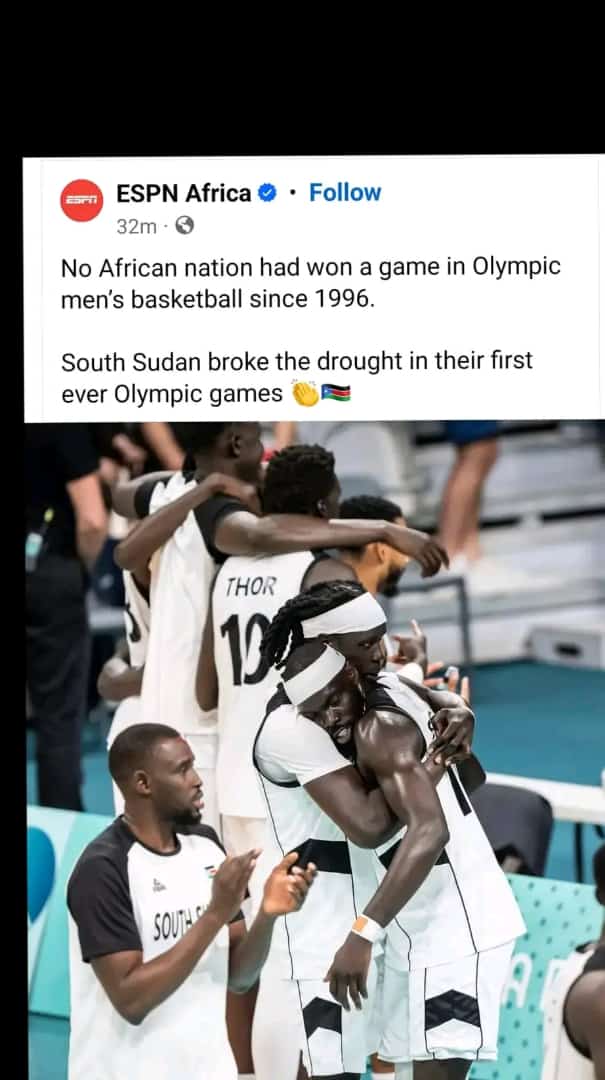 ESPN
ESPN Africa · Follow
32m ·
No African nation had won a game in Olympic
men's basketball since 1996.
South Sudan broke the drought in their first
ever Olympic games 👏🇸🇸
THOR
10
SOUTH